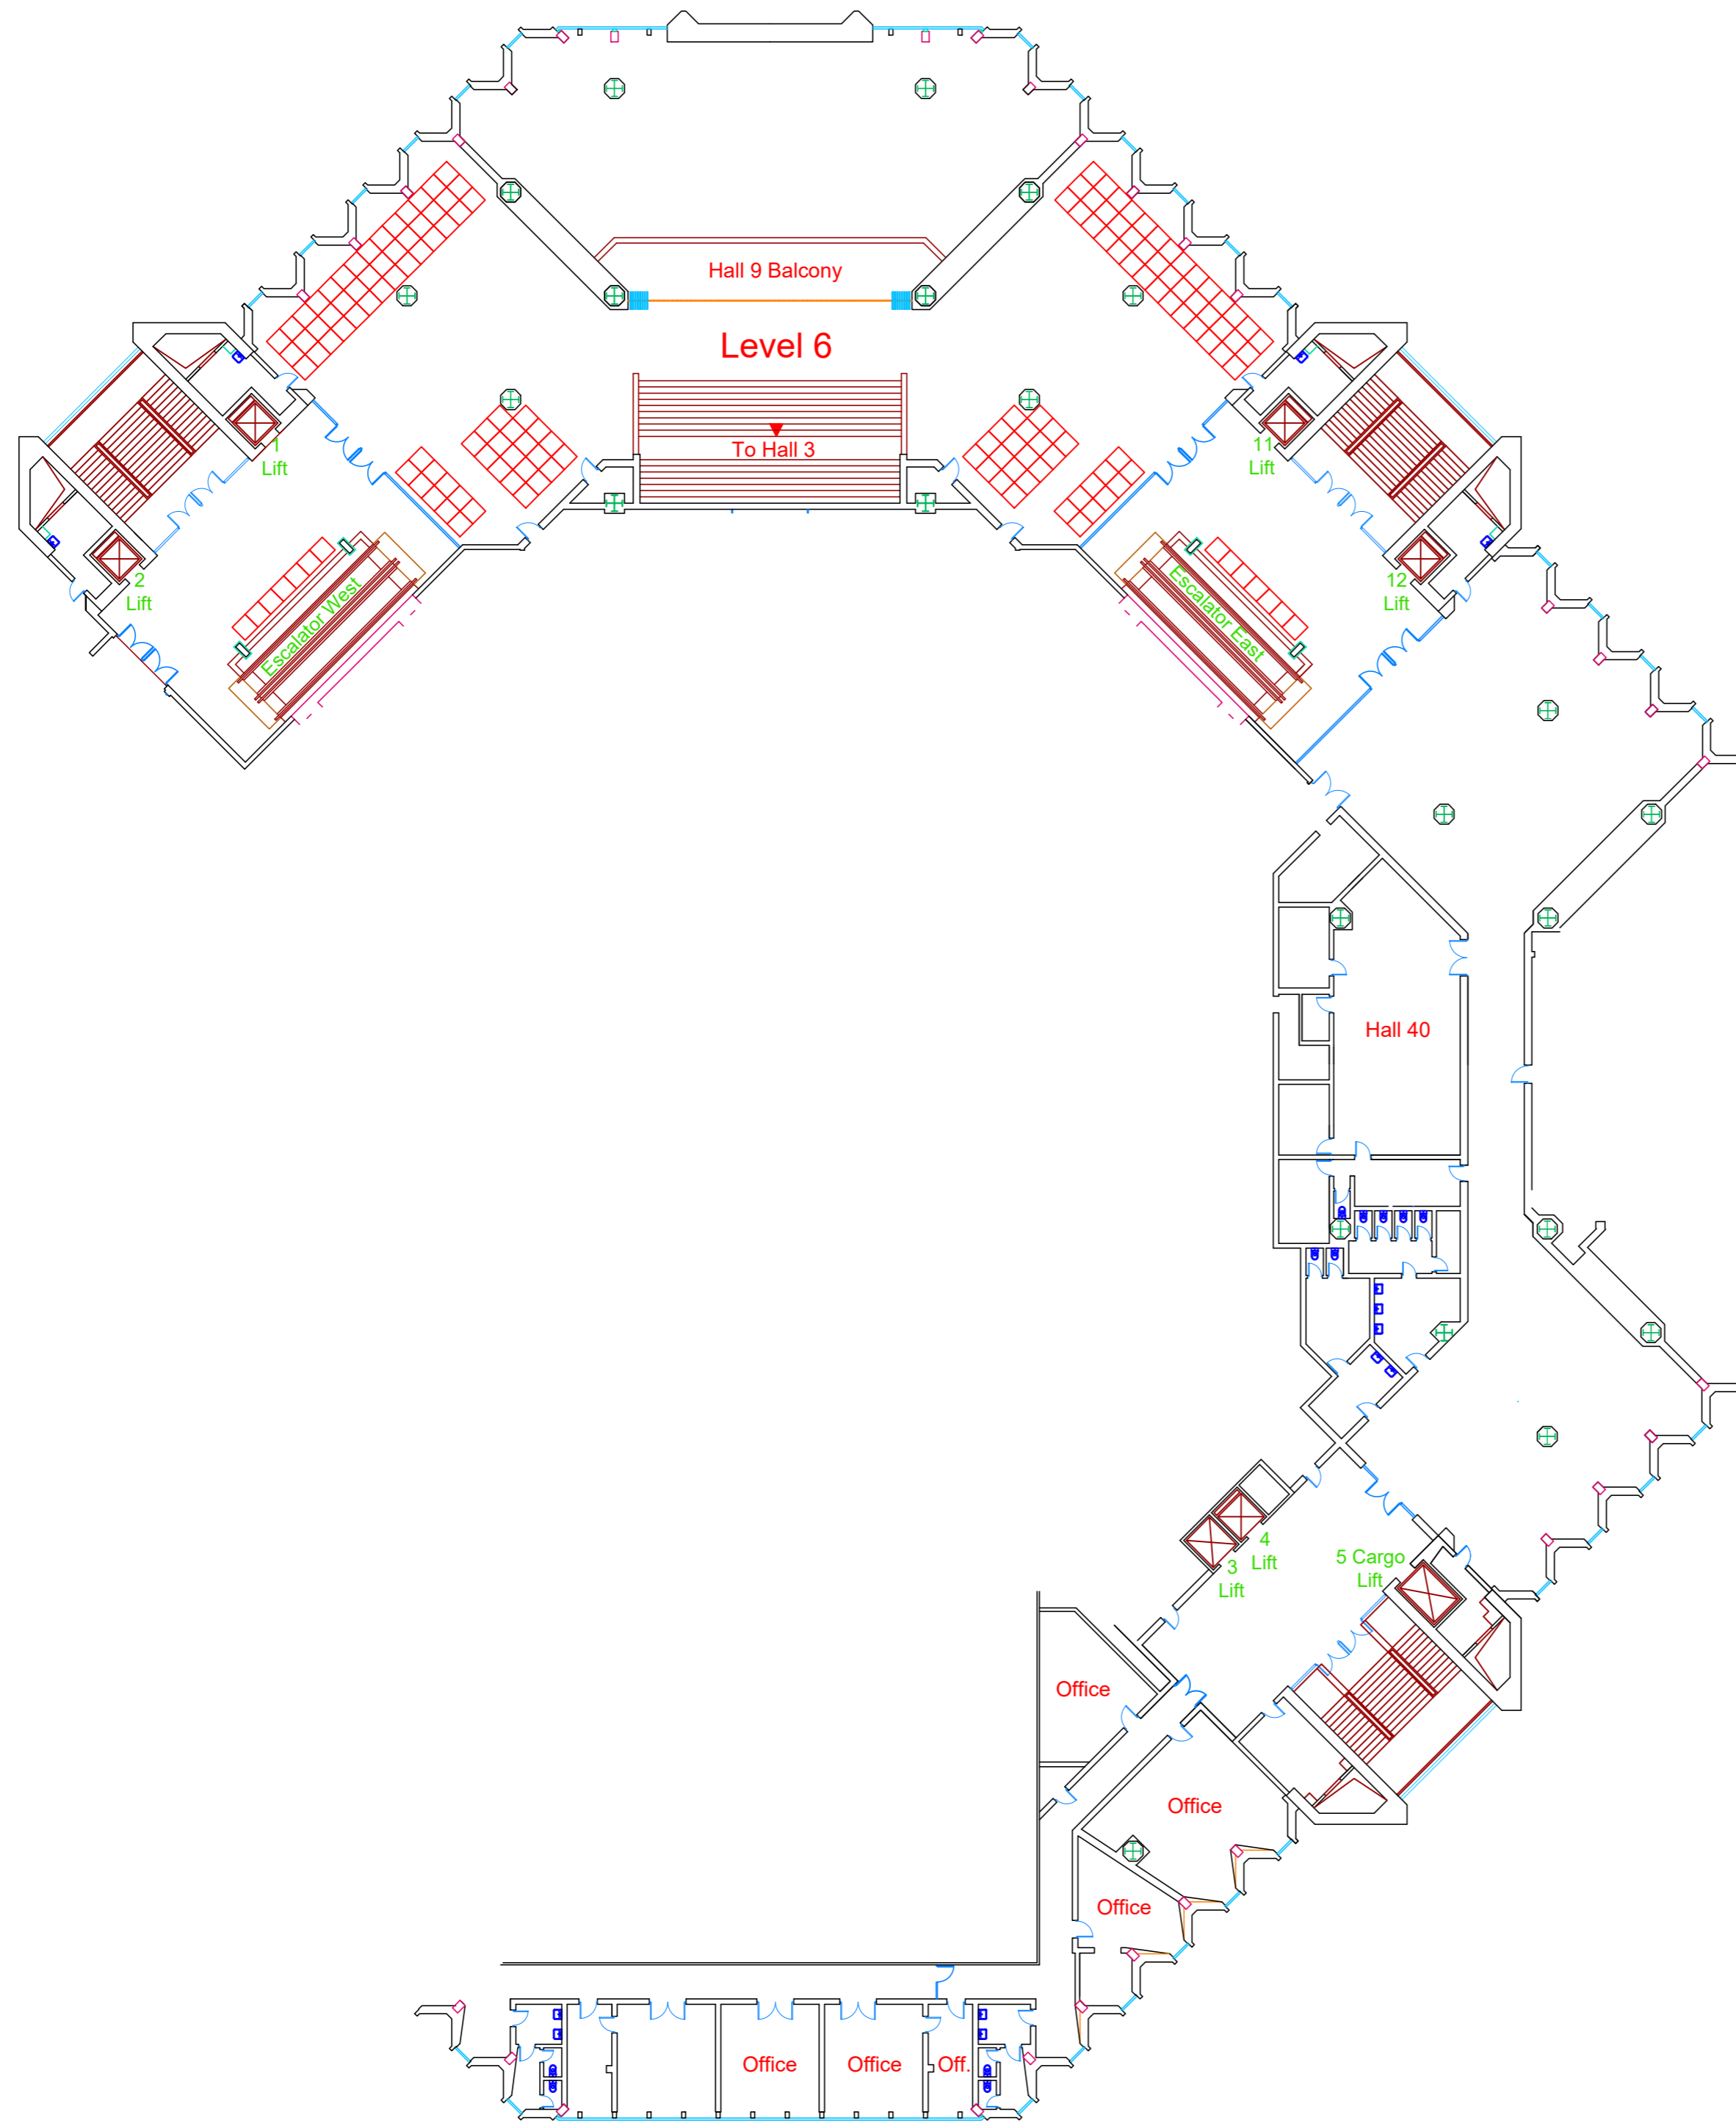 Hall 9 Balcony
Level 6
To Hall 3
1
Lift
11
Lift
2
Lift
12
Lift
Escalator West
Escalator East
Hall 40
4
Lift
3
Lift
5 Cargo
Lift
Office
Office
Office
Office
Office
Off.